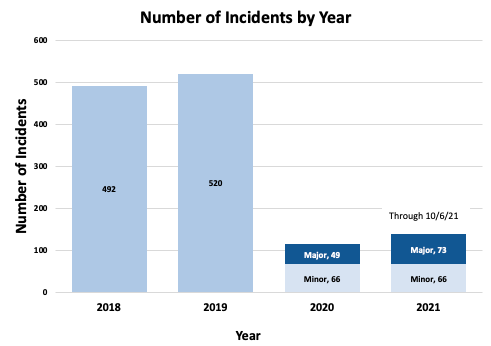 Number of Incidents by Year
Number of Incidents
600
500
400
300
200
100
0
492
520
Major, 49
Minor, 66
Through 10/6/21
Major, 73
Minor, 66
2018
2019
2020
2021
Year